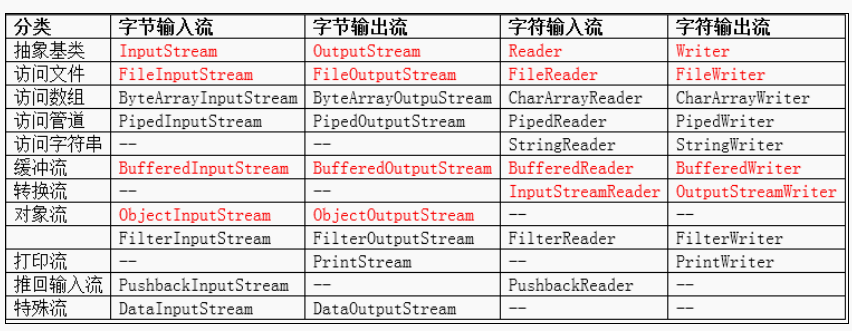 分类 字节输入流 字节输出流 字符输入流 字符输出流
抽象基类 InputStream OutputStream Reader Writer
访问文件 FileInputStream FileOutputStream FileReader FileWriter
访问数组 ByteArrayInputStream ByteArrayOutpuStream CharArrayReader CharArrayWriter
访问管道 PipedInputStream PipedOutputStream PipedReader PipedWriter
访问字符串 -- -- StringReader StringWriter
缓冲流 BufferedInputStream BufferedOutputStream BufferedReader BufferedWriter
转换流 -- -- InputStreamReader OutputStreamWriter
对象流 ObjectInputStream ObjectOutputStream -- --
FilterInputStream FilterOutputStream FilterReader FilterWriter
打印流 -- PrintStream -- PrintWriter
推回输入流 PushbackInputStream -- PushbackReader --
特殊流 DataInputStream DataOutputStream -- --